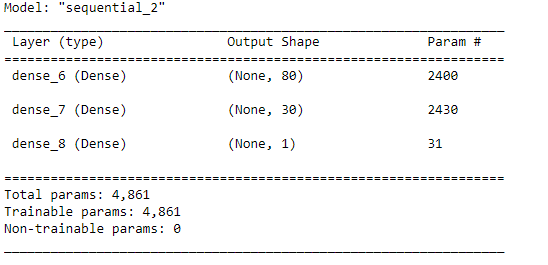 Model: "sequential_2"
_________________________________________________________________
Layer (type) Output Shape Param #
=================================================================
dense_6 (Dense) (None, 80) 2400
dense_7 (Dense) (None, 30) 2430
dense_8 (Dense) (None, 1) 31
=================================================================
Total params: 4,861
Trainable params: 4,861
Non-trainable params: 0
_________________________________________________________________